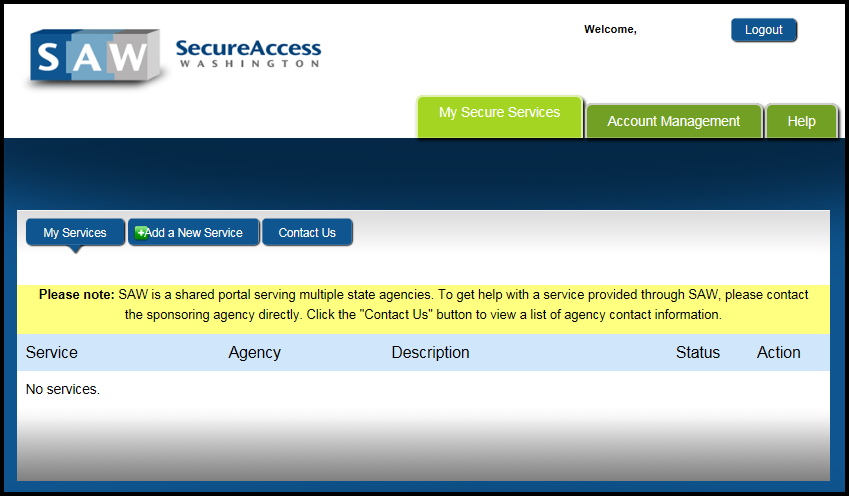 SAW
SecureAccess
WASHINGTON
Welcome,
Logout
My Secure Services
Account Management
Help
My Services
Add a New Service
Contact Us
Please note: SAW is a shared portal serving multiple state agencies. To get help with a service provided through SAW, please contact
the sponsoring agency directly. Click the "Contact Us" button to view a list of agency contact information.
Service Agency Description Status Action
No services.